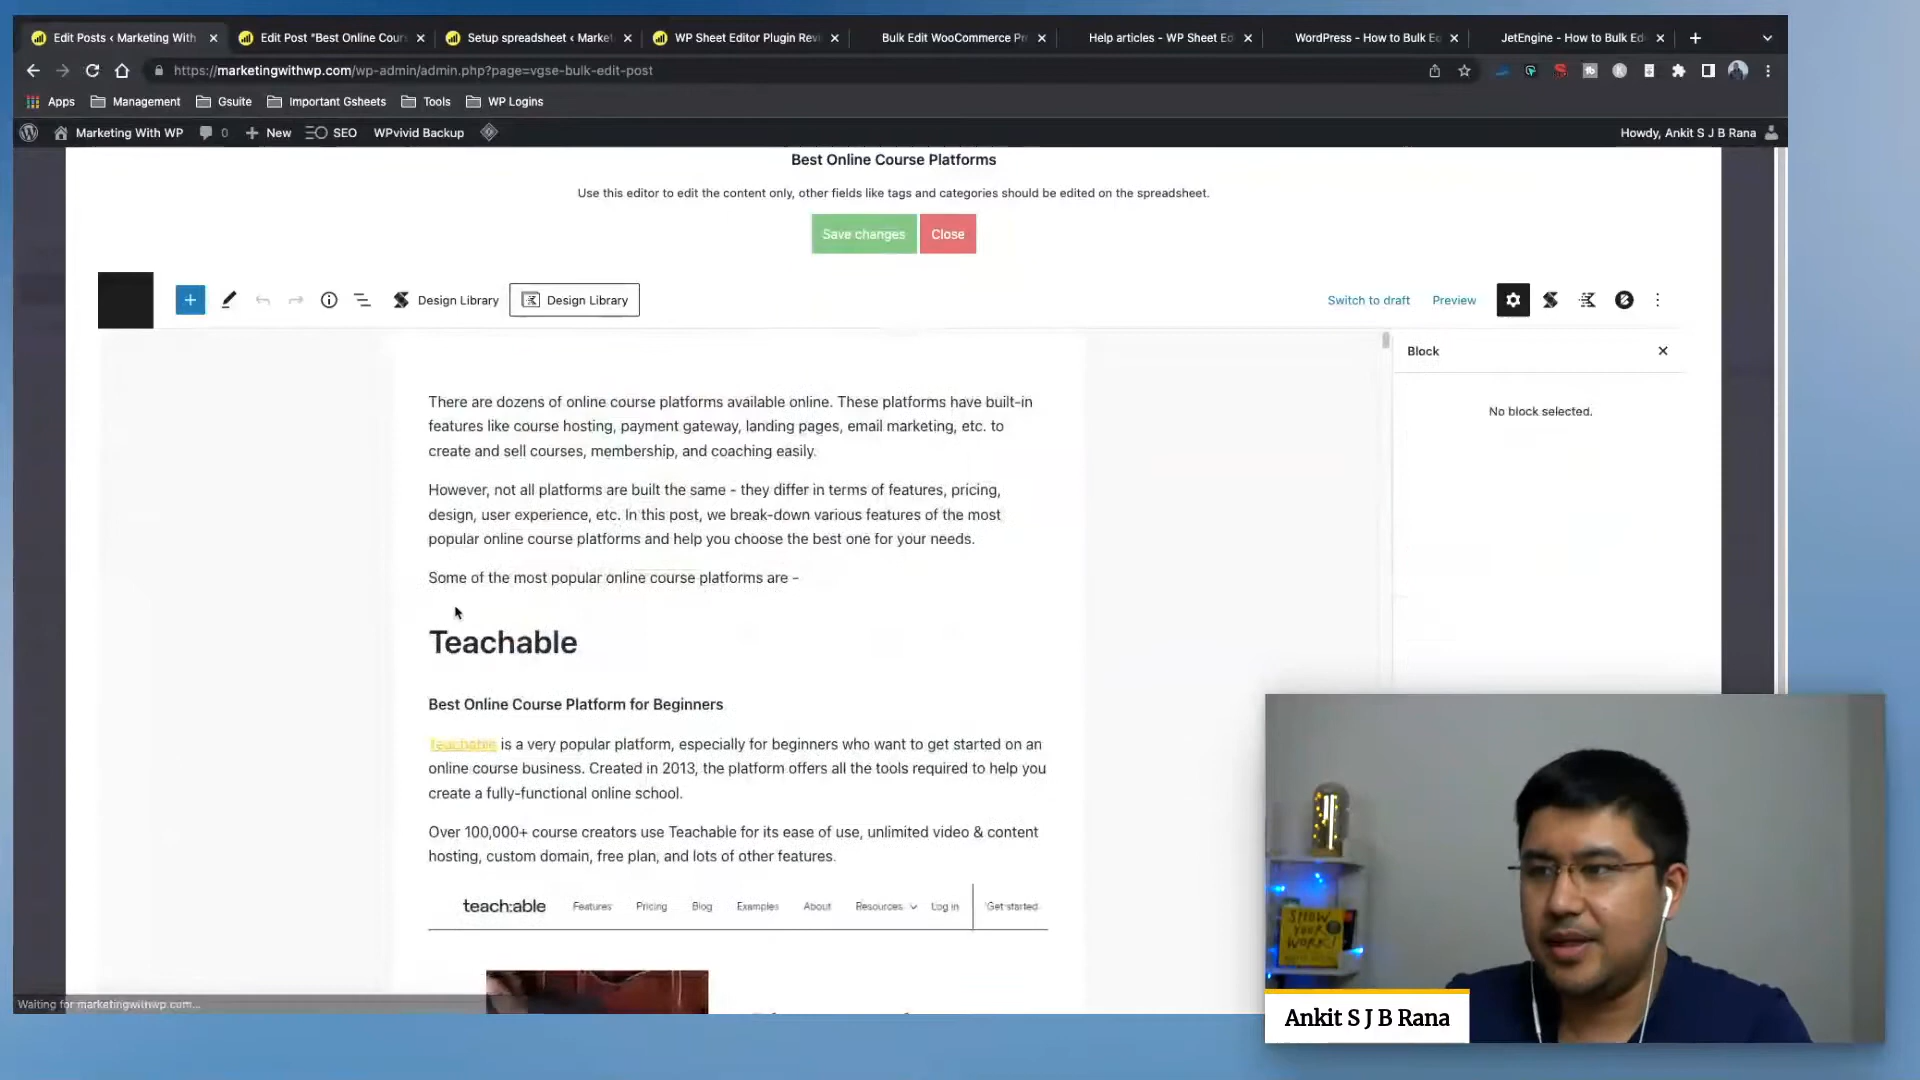 Edit Posts ‹ Marketing With
Edit Post "Best Online Cour
Setup spreadsheet ‹ Market
WP Sheet Editor Plugin Rev
Bulk Edit WooCommerce Pr
Help articles - WP Sheet Ed
WordPress - How to Bulk Ed
JetEngine - How to Bulk Edi
https://marketingwithwp.com/wp-admin/admin.php?page=vgse-bulk-edit-post
Apps Management Gsuite Important Gsheets Tools WP Logins
Marketing With WP 0 New SEO WPvivid Backup Howdy, Ankit S J B Rana
Best Online Course Platforms
Use this editor to edit the content only, other fields like tags and categories should be edited on the spreadsheet.
Save changes Close
Design Library Design Library Switch to draft Preview
Block
No block selected.
There are dozens of online course platforms available online. These platforms have built-in
features like course hosting, payment gateway, landing pages, email marketing, etc. to
create and sell courses, membership, and coaching easily.
However, not all platforms are built the same - they differ in terms of features, pricing,
design, user experience, etc. In this post, we break-down various features of the most
popular online course platforms and help you choose the best one for your needs.
Some of the most popular online course platforms are -
Teachable
Best Online Course Platform for Beginners
Teachable is a very popular platform, especially for beginners who want to get started on an
online course business. Created in 2013, the platform offers all the tools required to help you
create a fully-functional online school.
Over 100,000+ course creators use Teachable for its ease of use, unlimited video & content
hosting, custom domain, free plan, and lots of other features.
teach:able Features Pricing Blog Examples About Resources Log in Get started
Waiting for marketingwithwp.com...
SHOW
YOUR
WORK!
Ankit S J B Rana